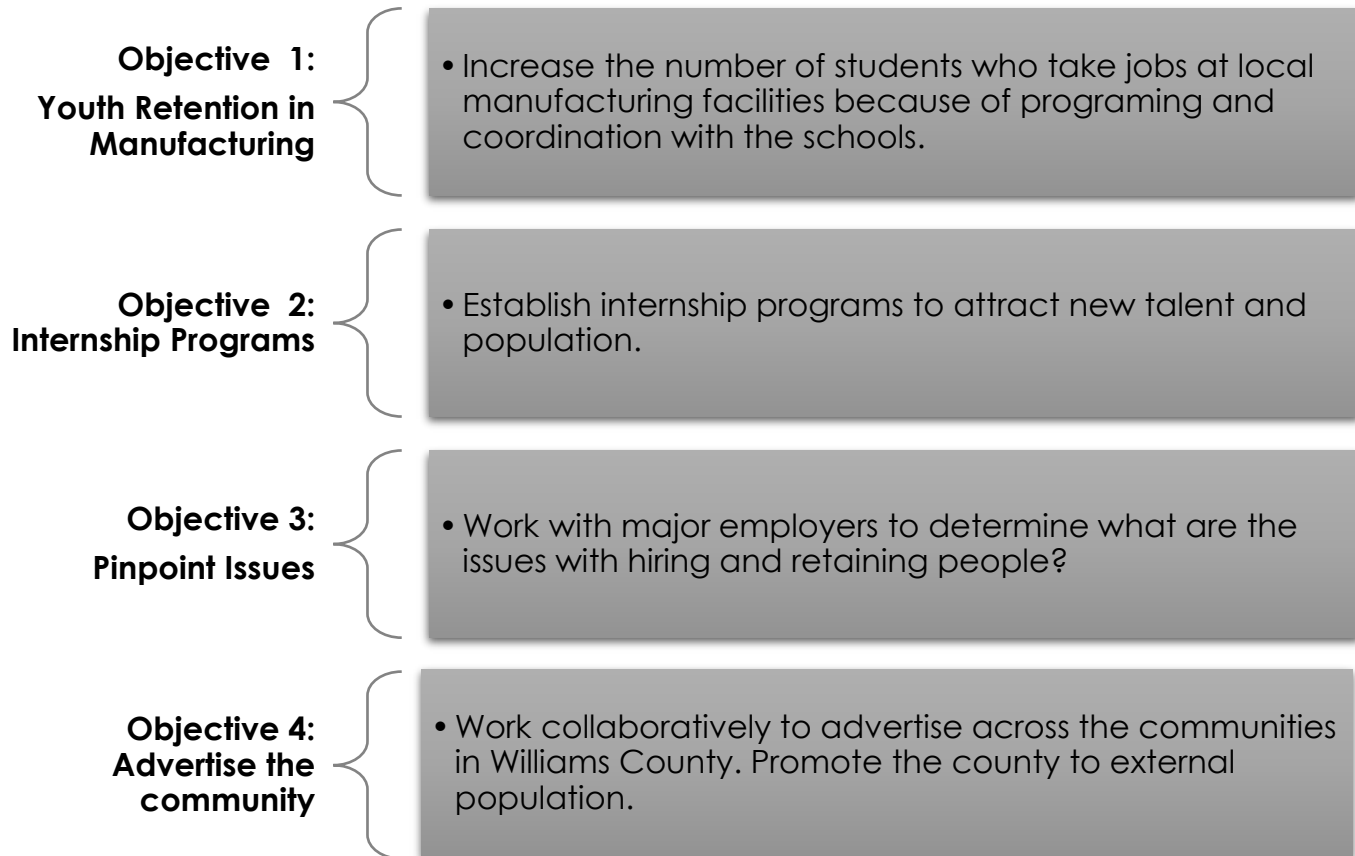 Objective 1:
Youth Retention in
Manufacturing
• Increase the number of students who take jobs at local
manufacturing facilities because of programing and
coordination with the schools.
Objective 2:
Internship Programs
• Establish internship programs to attract new talent and
population.
Objective 3:
Pinpoint Issues
• Work with major employers to determine what are the
issues with hiring and retaining people?
Objective 4:
Advertise the
community
• Work collaboratively to advertise across the communities
in Williams County. Promote the county to external
population.